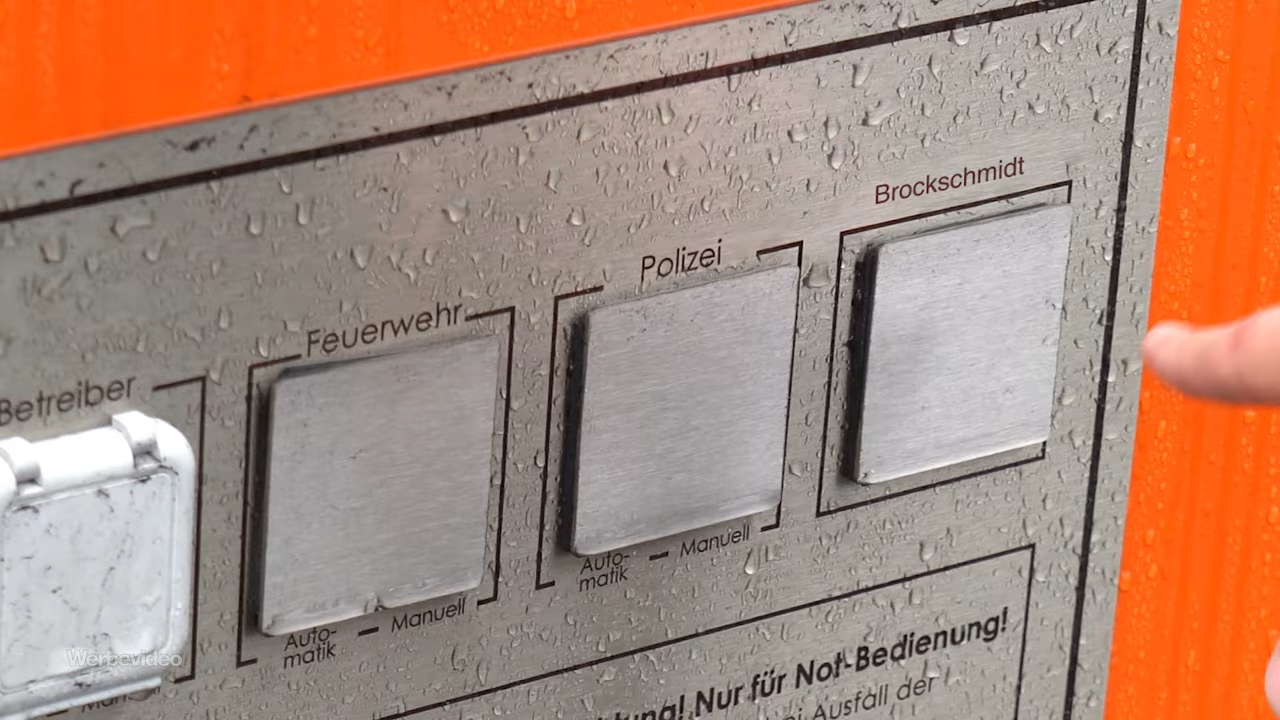 Brockschmidt
Polizei
Feuerwehr
Betreiber
Auto-
matik
Manuell
Auto-
matik
Manuell
Nur für Not-Bedienung!
Ausfall der
Werbevideo